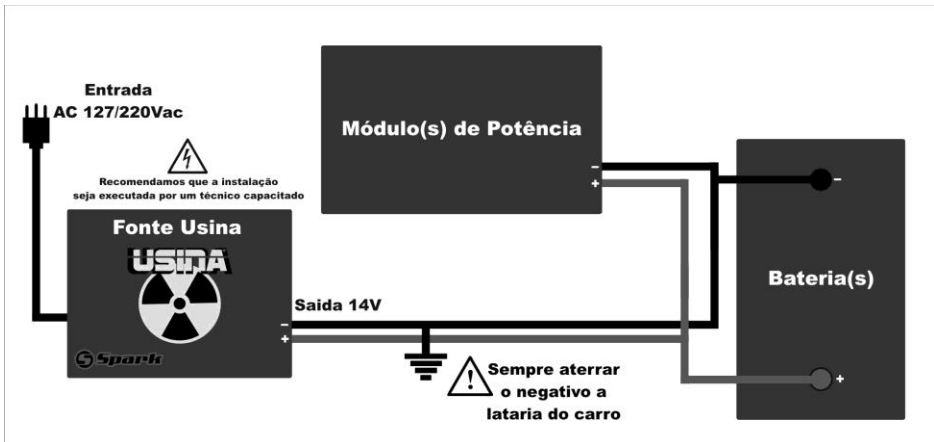 Entrada
AC 127/220Vac
Recomendamos que a instalação
seja executada por um técnico capacitado
Fonte Usina
USINA
Spark
Saida 14V
-
+
Módulo(s) de Potência
-
+
Bateria(s)
-
+
Sempre aterrar
o negativo a
lataria do carro